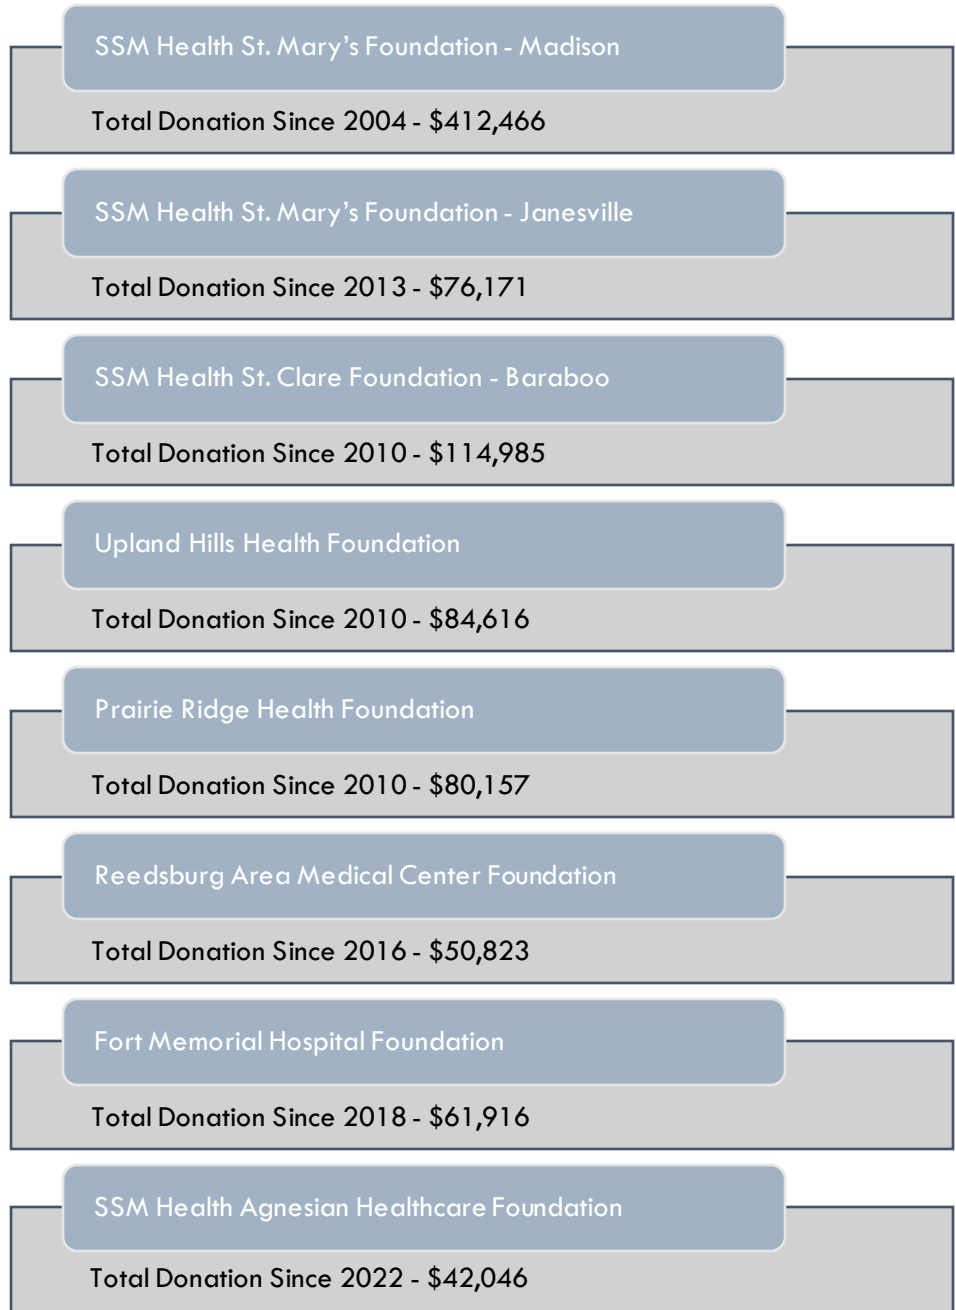 SSM Health St. Mary’s Foundation - Madison
Total Donation Since 2004 - $412,466
SSM Health St. Mary’s Foundation - Janesville
Total Donation Since 2013 - $76,171
SSM Health St. Clare Foundation - Baraboo
Total Donation Since 2010 - $114,985
Upland Hills Health Foundation
Total Donation Since 2010 - $84,616
Prairie Ridge Health Foundation
Total Donation Since 2010 - $80,157
Reedsburg Area Medical Center Foundation
Total Donation Since 2016 - $50,823
Fort Memorial Hospital Foundation
Total Donation Since 2018 - $61,916
SSM Health Agnesian Healthcare Foundation
Total Donation Since 2022 - $42,046